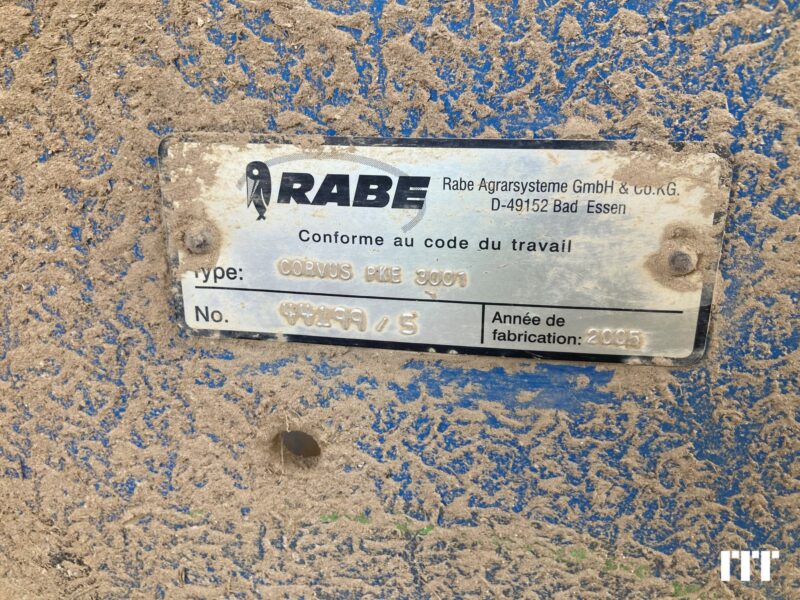 RABE Rabe Agrarsysteme GmbH & Co.KG.
D-49152 Bad Essen
Conforme au code du travail
Type: CORVUS PKE 3001
No. 44199 / S
Année de
fabrication: 2005
ITT